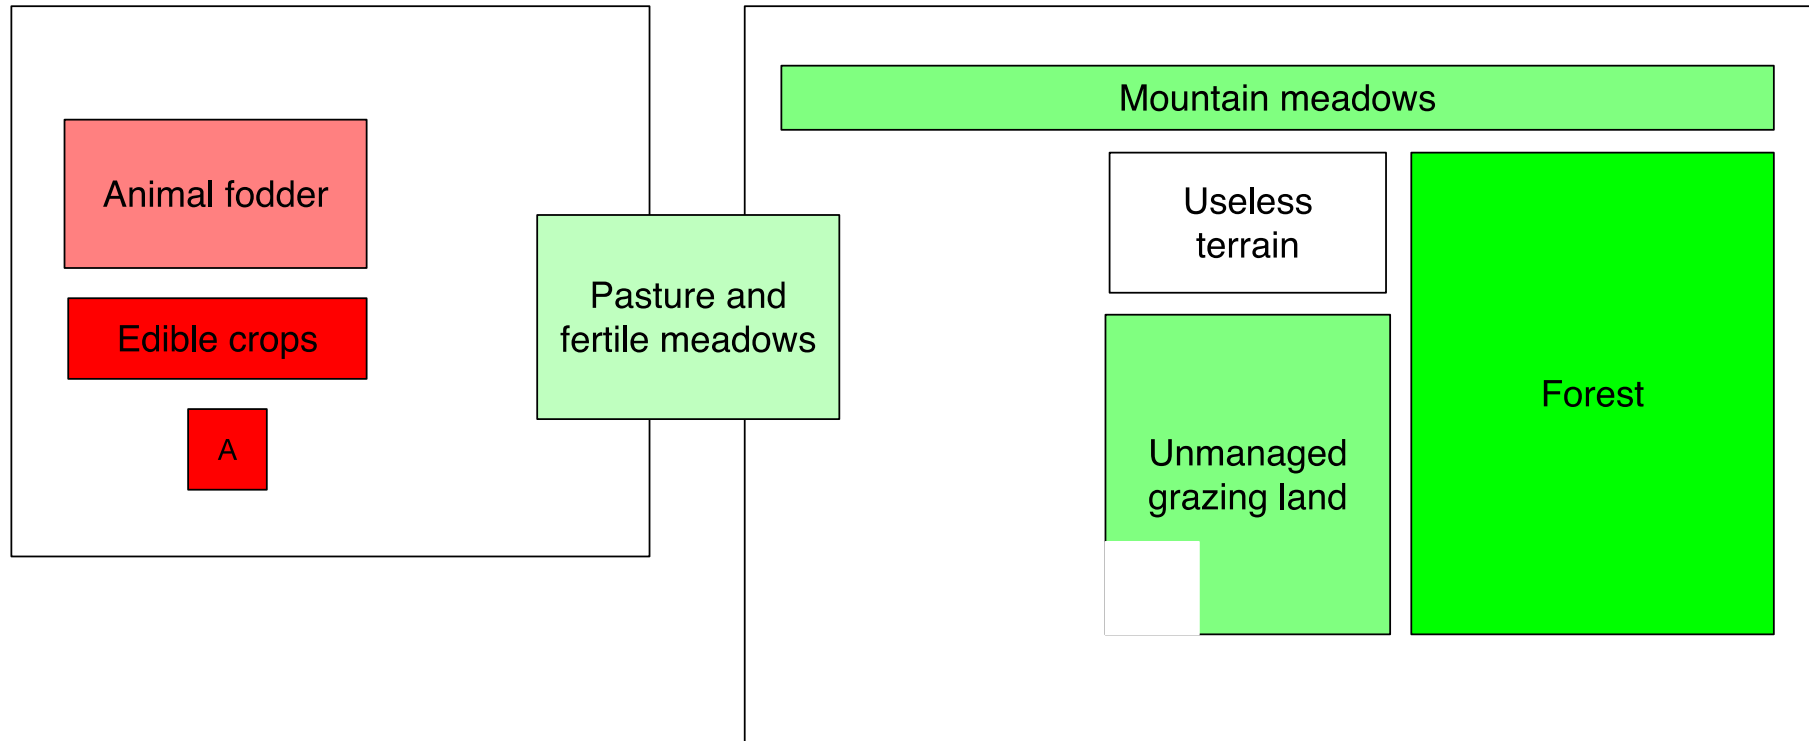 Mountain meadows
Animal fodder
Useless
terrain
Pasture and
fertile meadows
Edible crops
Forest
A
Unmanaged
grazing land